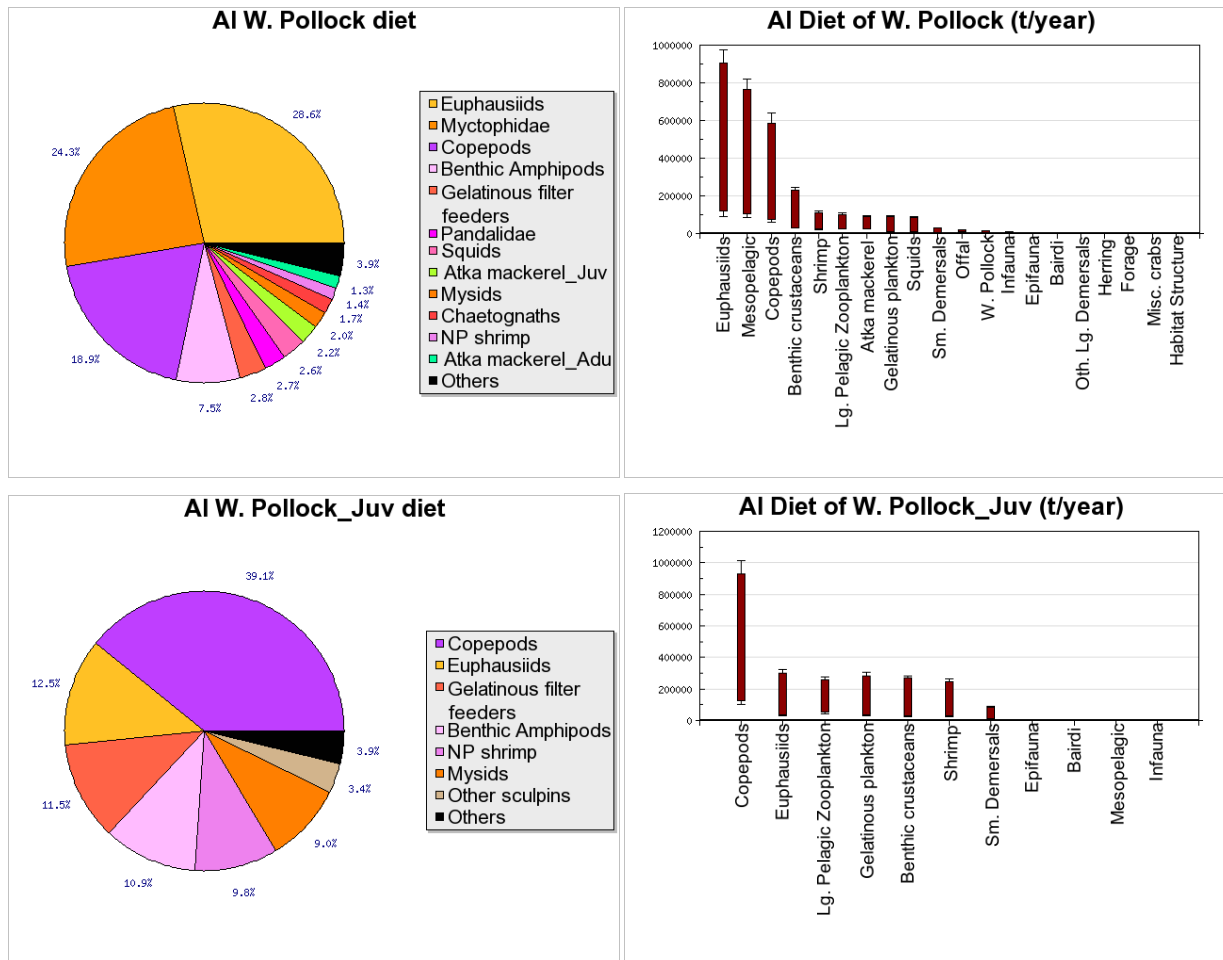 AI W. Pollock diet
28.6%
24.3%
18.9%
7.5%
2.8%
2.7%
2.6%
2.2%
2.0%
1.7%
1.4%
1.3%
3.9%
Euphausiids
Myctophidae
Copepods
Benthic Amphipods
Gelatinous filter
feeders
Pandalidae
Squids
Atka mackerel_Juv
Mysids
Chaetognaths
NP shrimp
Atka mackerel_Adu
Others
AI Diet of W. Pollock (t/year)
1000000
800000
600000
400000
200000
0
Euphausiids
Mesopelagic
Copepods
Benthic crustaceans
Shrimp
Lg. Pelagic Zooplankton
Atka mackerel
Gelatinous plankton
Squids
Sm. Demersals
Offal
W. Pollock
Infauna
Epifauna
Bairdi
Oth. Lg. Demersals
Herring
Forage
Misc. crabs
Habitat Structure
AI W. Pollock_Juv diet
39.1%
12.5%
11.5%
10.9%
9.8%
9.0%
3.4%
3.9%
Copepods
Euphausiids
Gelatinous filter
feeders
Benthic Amphipods
NP shrimp
Mysids
Other sculpins
Others
AI Diet of W. Pollock_Juv (t/year)
1200000
1000000
800000
600000
400000
200000
0
Copepods
Euphausiids
Lg. Pelagic Zooplankton
Gelatinous plankton
Benthic crustaceans
Shrimp
Sm. Demersals
Epifauna
Bairdi
Mesopelagic
Infauna